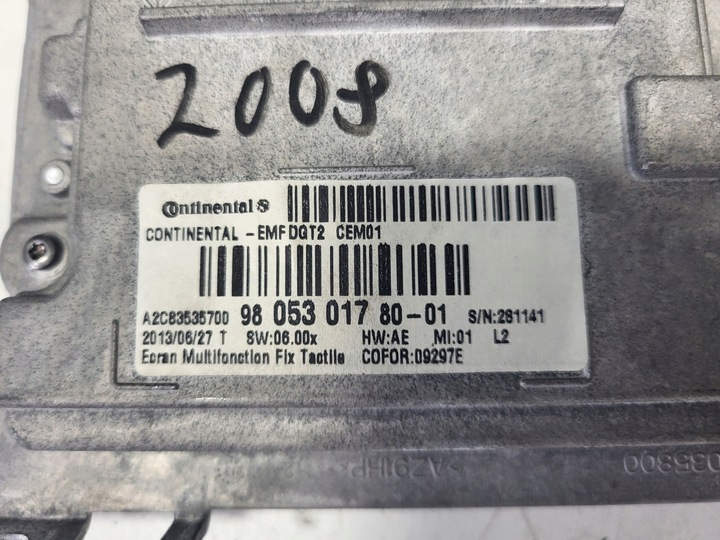 2008
Continental
CONTINENTAL - EMF DGT2 CEM01
A2C83535700 98 053 017 80-01 S/N:281141
2013/06/27 T SW:06.00x HW:AE MI:01 L2
Ecran Multifonction Fix Tactile COFOR:09297E
>AZ91HP<